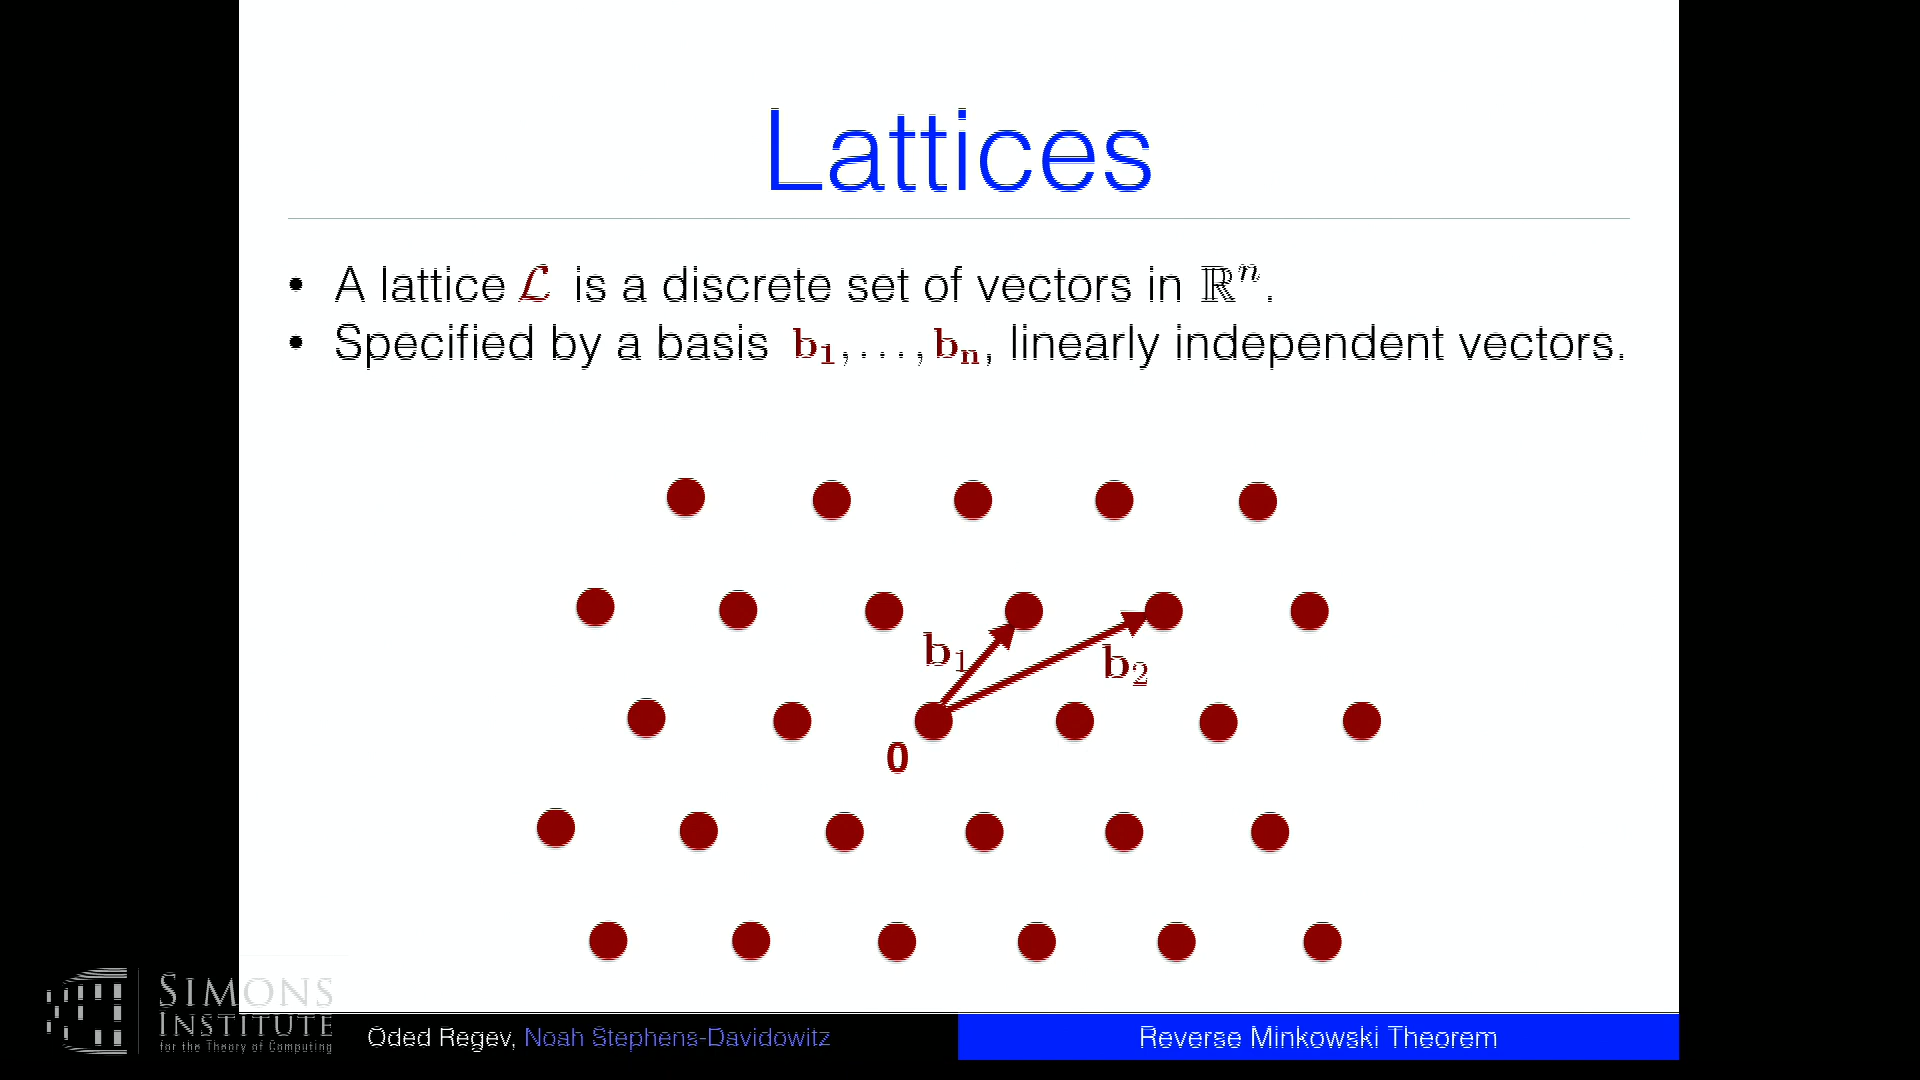 Lattices
• A lattice ℒ is a discrete set of vectors in ℝⁿ.
• Specified by a basis b₁, . . . , bₙ, linearly independent vectors.
b₁
b₂
0
SIMONS
INSTITUTE
for the Theory of Computing
Oded Regev, Noah Stephens-Davidowitz
Reverse Minkowski Theorem